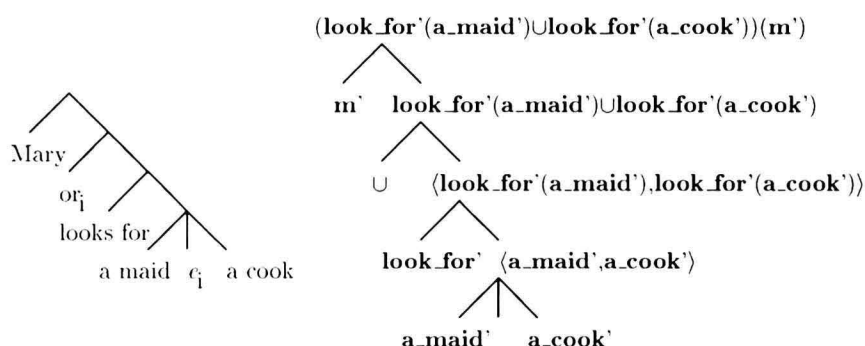 (look_for'(a_maid')∪look_for'(a_cook'))(m')
m' look_for'(a_maid')∪look_for'(a_cook')
Mary
∪ ⟨look_for'(a_maid'),look_for'(a_cook')⟩
or_i
looks for
look_for' ⟨a_maid',a_cook'⟩
a maid e_i a cook
a_maid' a_cook'